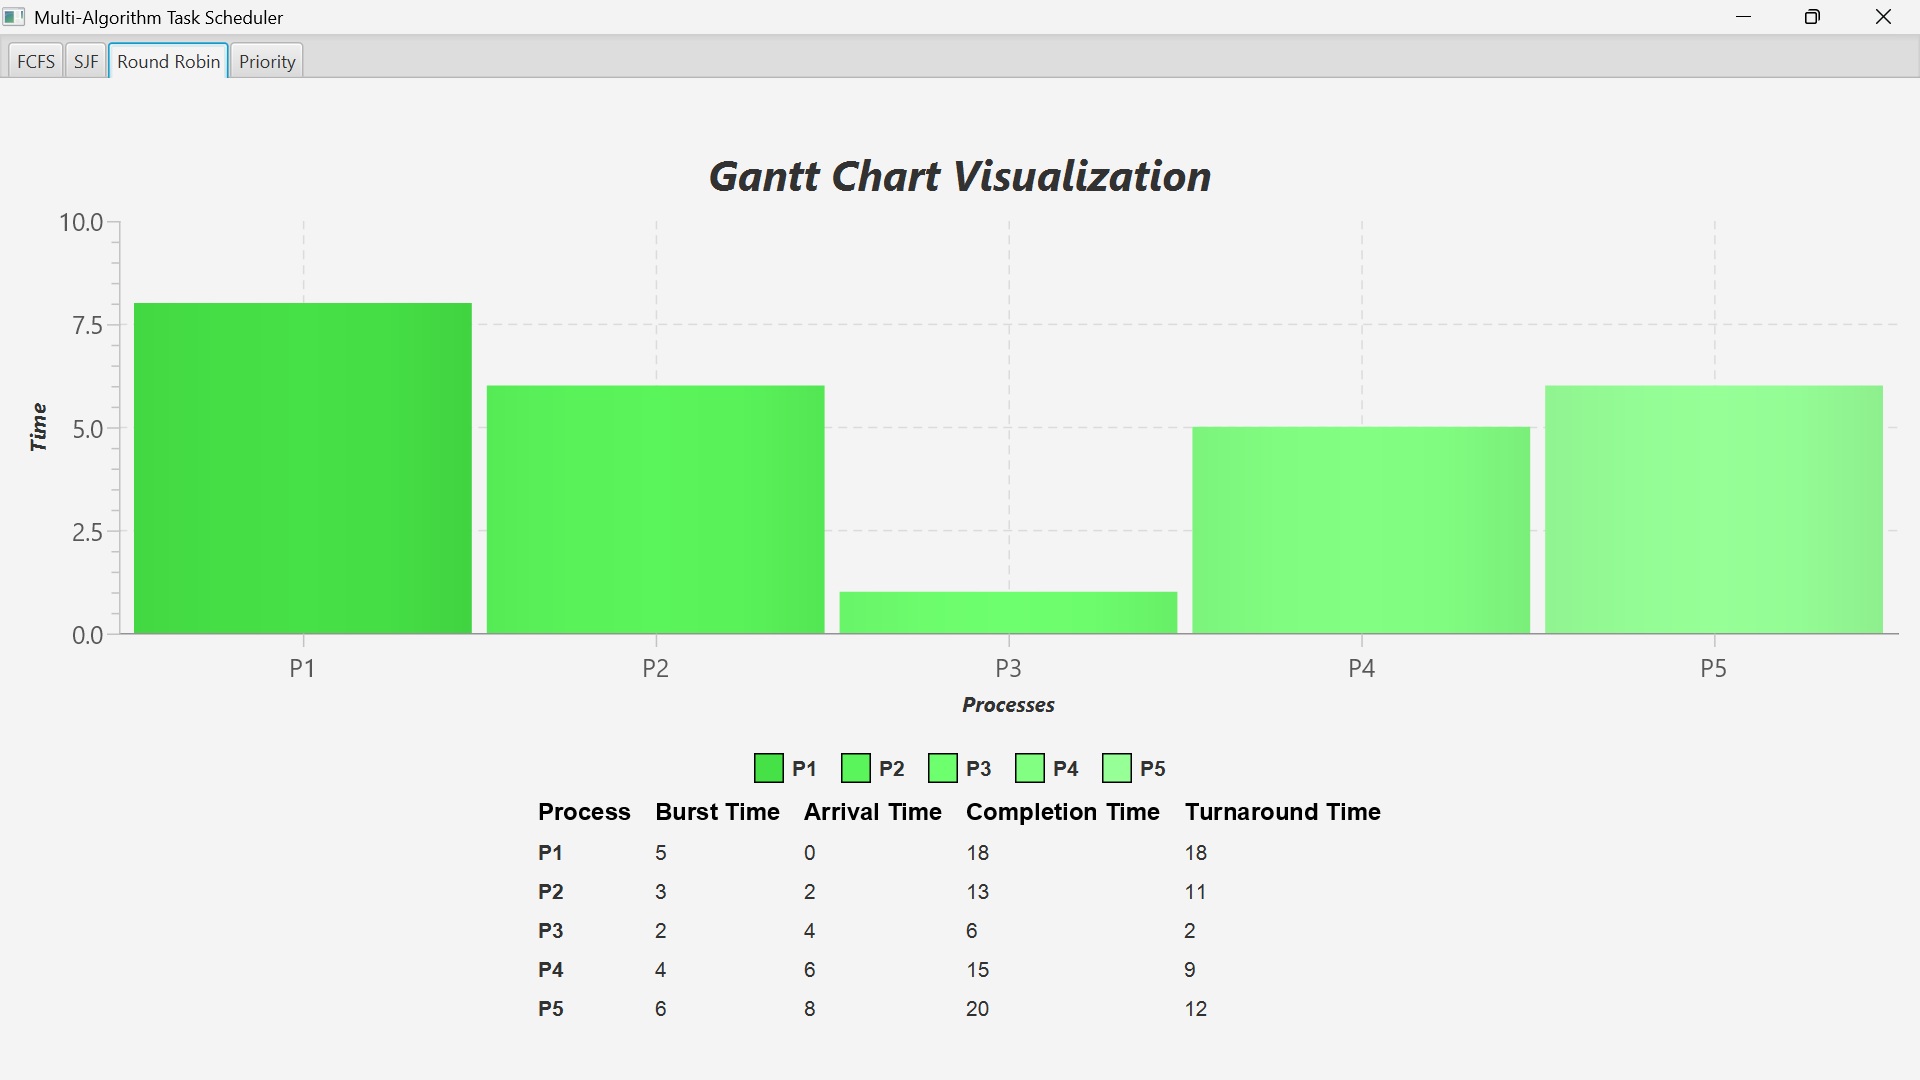 Multi-Algorithm Task Scheduler
FCFS SJF Round Robin Priority
Gantt Chart Visualization
10.0
7.5
5.0
2.5
0.0
Time
P1 P2 P3 P4 P5
Processes
P1 P2 P3 P4 P5
Process Burst Time Arrival Time Completion Time Turnaround Time
P1 5 0 18 18
P2 3 2 13 11
P3 2 4 6 2
P4 4 6 15 9
P5 6 8 20 12